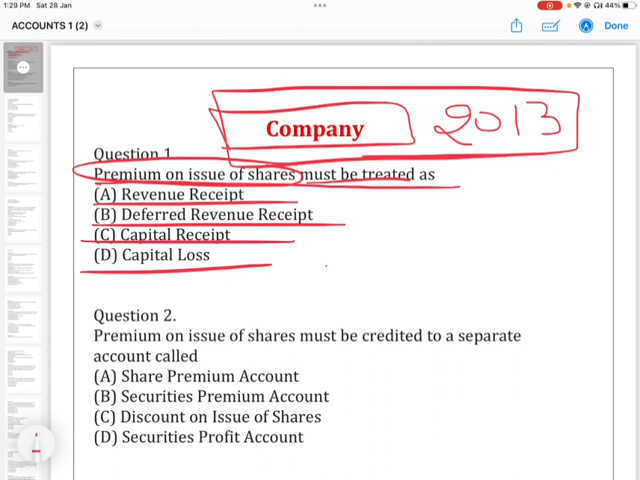 1:29 PM Sat 28 Jan
44%
ACCOUNTS 1 (2)
Done
Company 2013
Question 1
Premium on issue of shares must be treated as
(A) Revenue Receipt
(B) Deferred Revenue Receipt
(C) Capital Receipt
(D) Capital Loss
Question 2.
Premium on issue of shares must be credited to a separate
account called
(A) Share Premium Account
(B) Securities Premium Account
(C) Discount on Issue of Shares
(D) Securities Profit Account